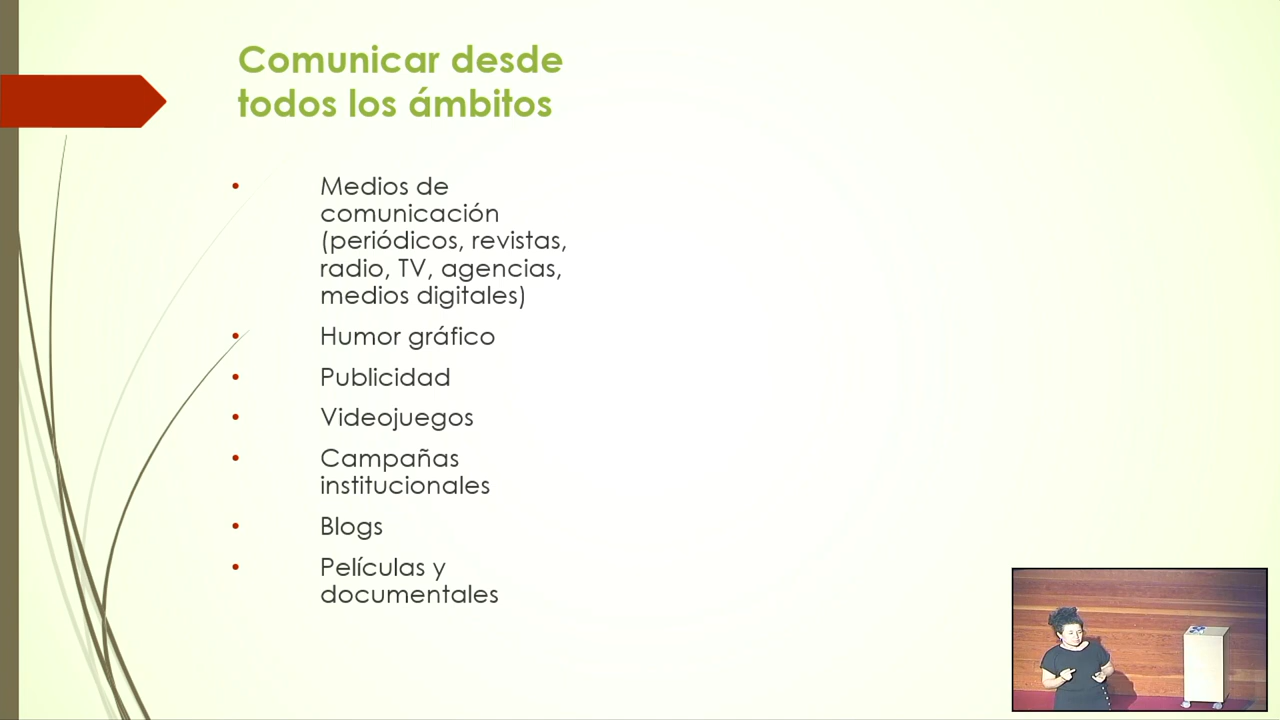 Comunicar desde
todos los ámbitos
• Medios de
comunicación
(periódicos, revistas,
radio, TV, agencias,
medios digitales)
• Humor gráfico
• Publicidad
• Videojuegos
• Campañas
institucionales
• Blogs
• Películas y
documentales